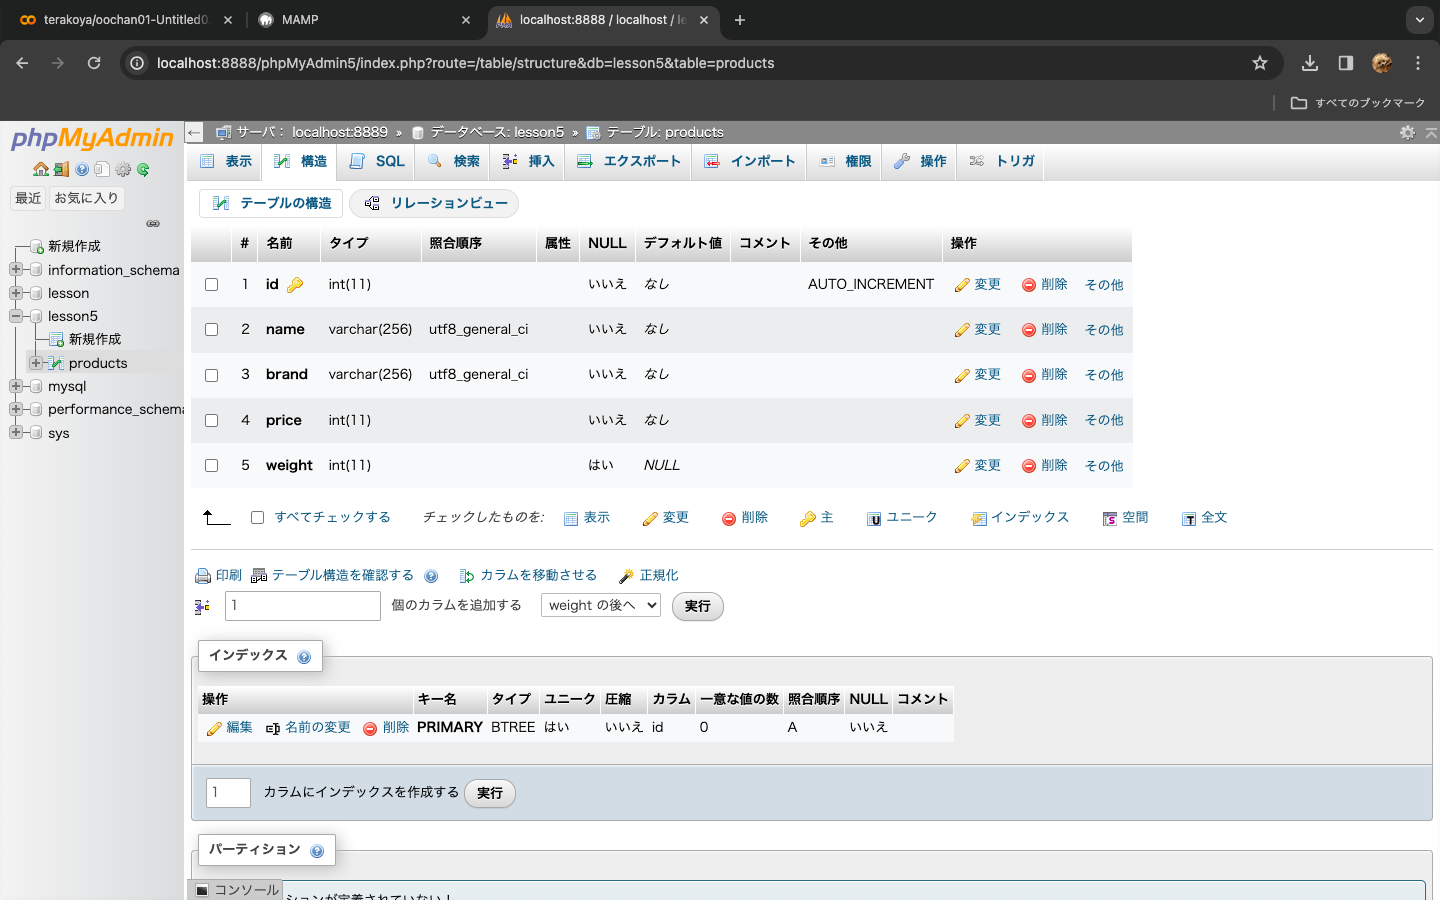 terakoya/oochan01-Untitled0.
MAMP
localhost:8888 / localhost / le
localhost:8888/phpMyAdmin5/index.php?route=/table/structure&db=lesson5&table=products
すべてのブックマーク
phpMyAdmin
最近 お気に入り
新規作成
information_schema
lesson
lesson5
新規作成
products
mysql
performance_schema
sys
サーバ: localhost:8889 » データベース: lesson5 » テーブル: products
表示 構造 SQL 検索 挿入 エクスポート インポート 権限 操作 トリガ
テーブルの構造 リレーションビュー
# 名前 タイプ 照合順序 属性 NULL デフォルト値 コメント その他 操作
1 id int(11) いいえ なし AUTO_INCREMENT 変更 削除 その他
2 name varchar(256) utf8_general_ci いいえ なし 変更 削除 その他
3 brand varchar(256) utf8_general_ci いいえ なし 変更 削除 その他
4 price int(11) いいえ なし 変更 削除 その他
5 weight int(11) はい NULL 変更 削除 その他
すべてチェックする チェックしたものを: 表示 変更 削除 主 ユニーク インデックス 空間 全文
印刷 テーブル構造を確認する カラムを移動させる 正規化
1 個のカラムを追加する weight の後へ 実行
インデックス
操作 キー名 タイプ ユニーク 圧縮 カラム 一意な値の数 照合順序 NULL コメント
編集 名前の変更 削除 PRIMARY BTREE はい いいえ id 0 A いいえ
1 カラムにインデックスを作成する 実行
パーティション
コンソール
ションが定義されていない!